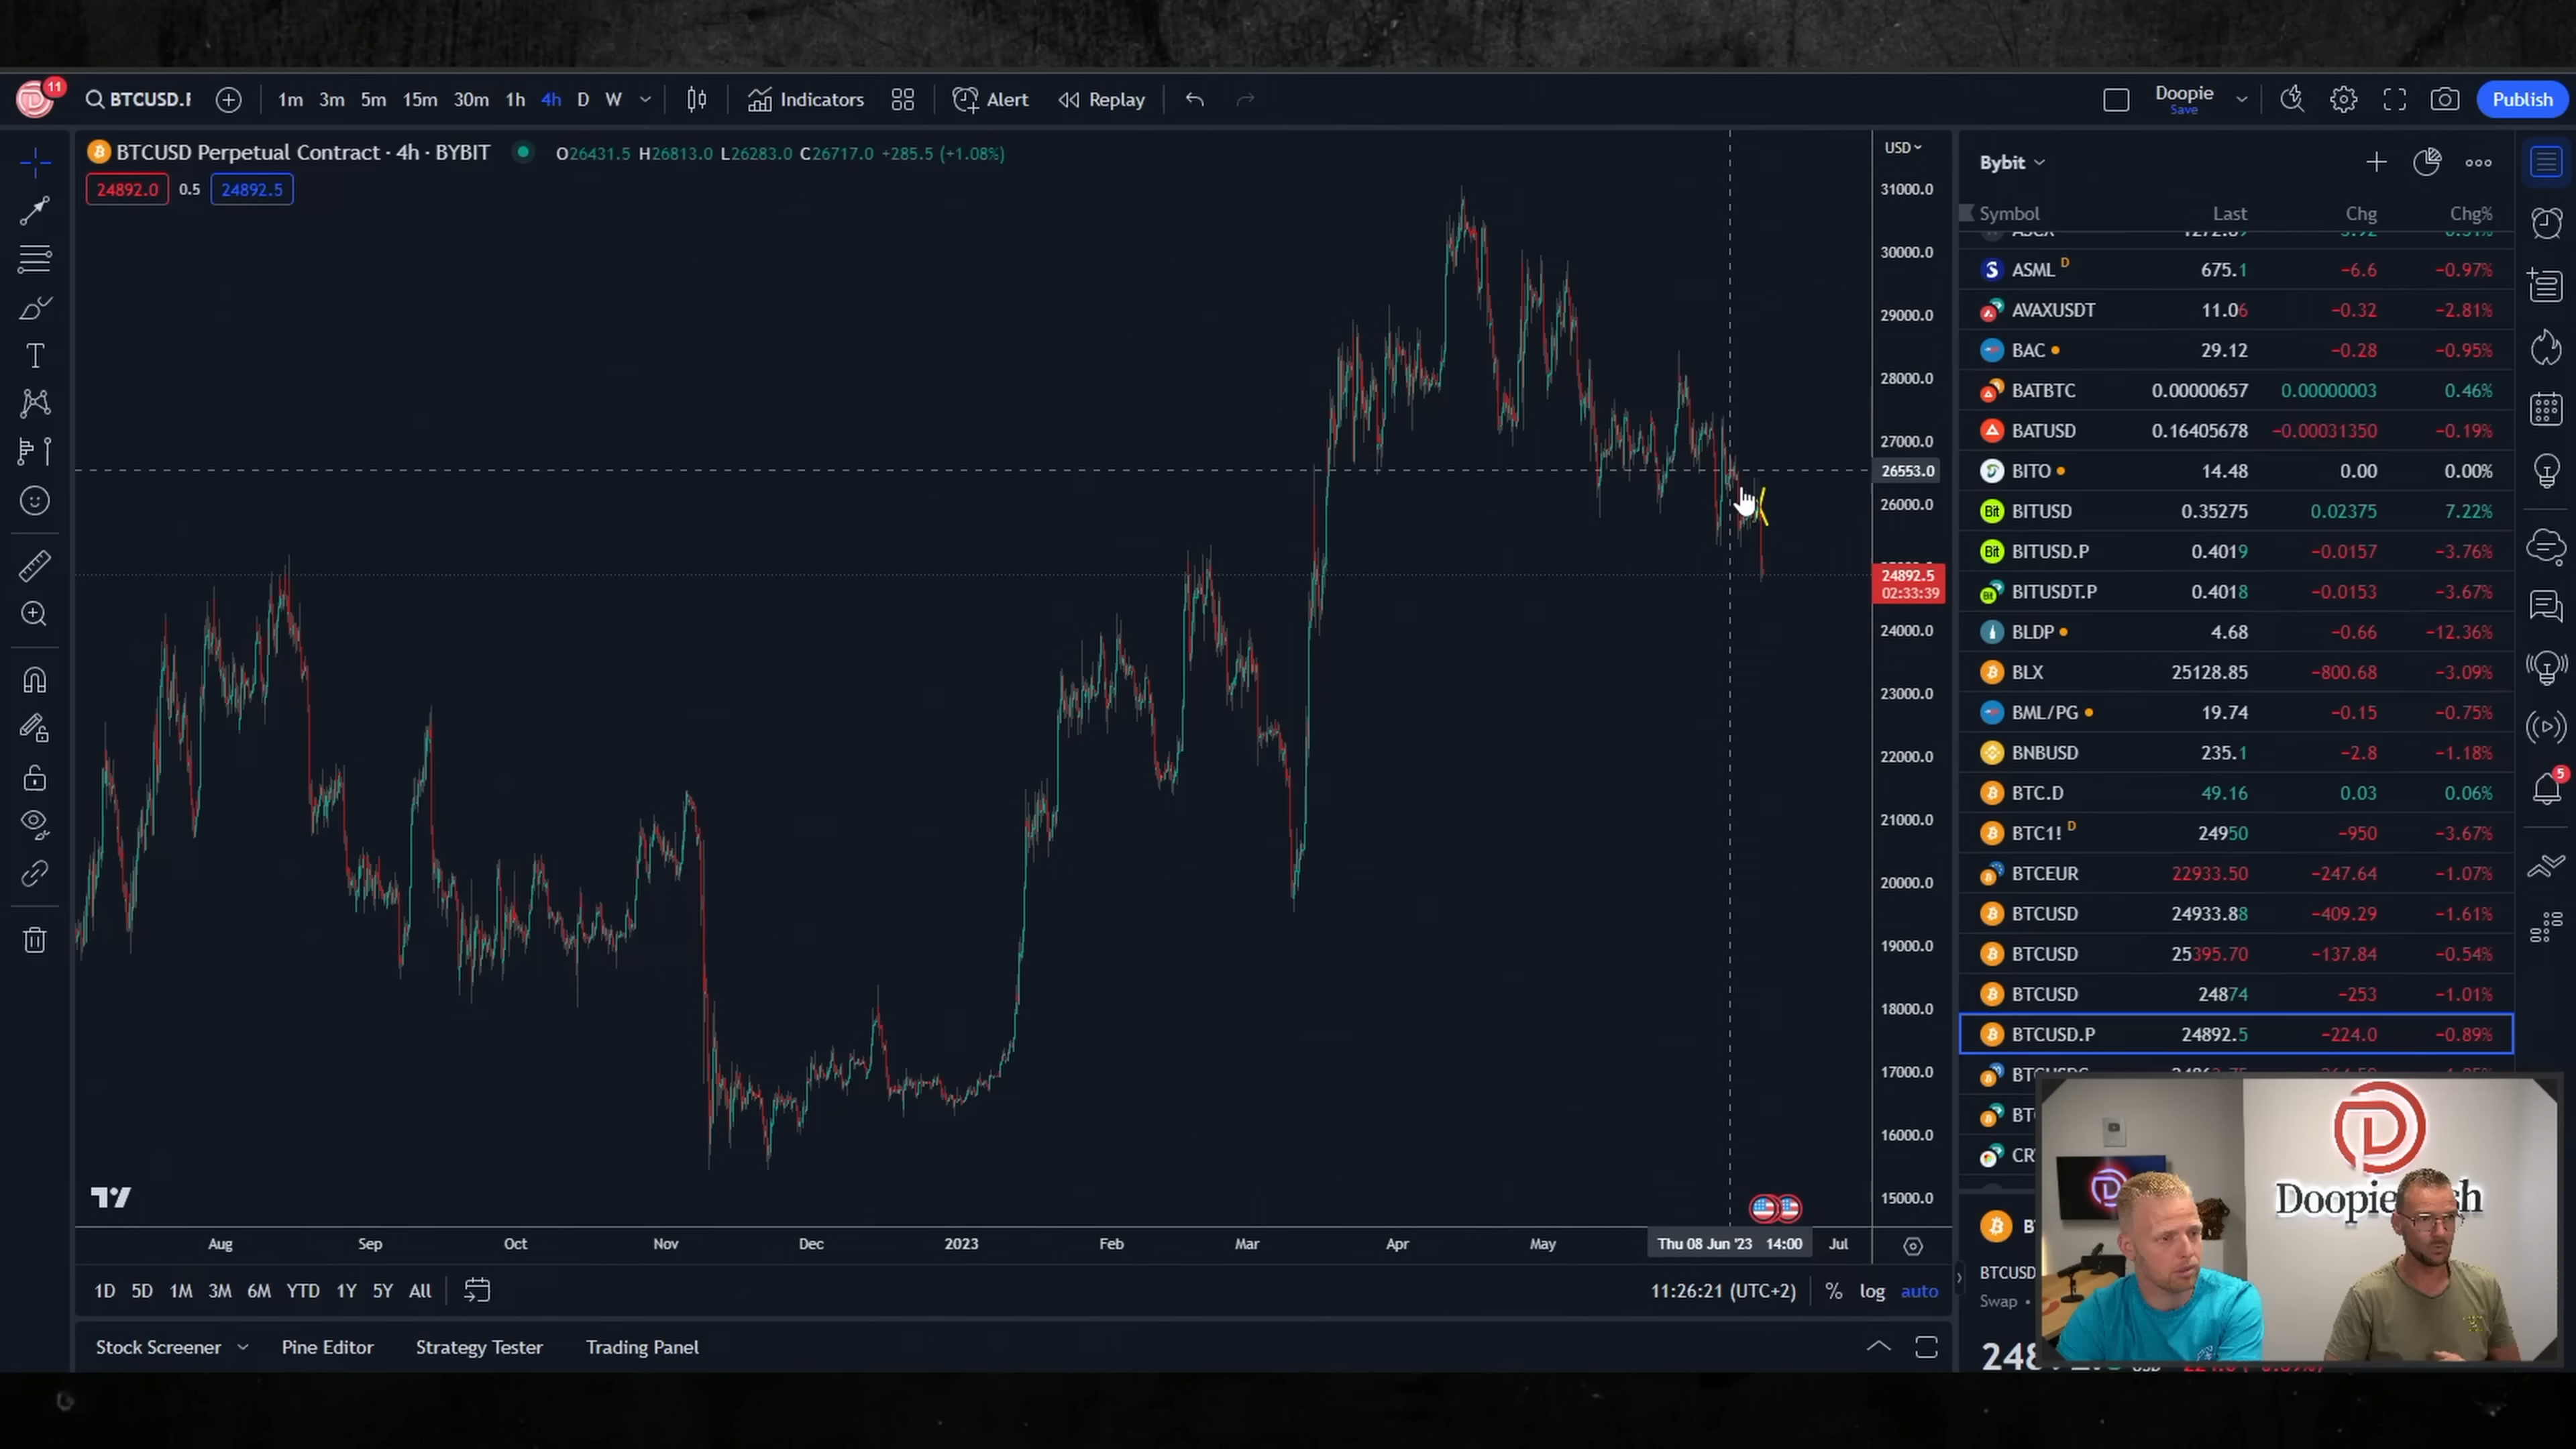 11
BTCUSD.P 1m 3m 5m 15m 30m 1h 4h D W Indicators Alert Replay Doopie Save Publish
BTCUSD Perpetual Contract · 4h · BYBIT O26431.5 H26813.0 L26283.0 C26717.0 +285.5 (+1.08%)
24892.0 0.5 24892.5
USD
31000.0
30000.0
29000.0
28000.0
27000.0
26553.0
26000.0
24892.5
02:33:39
24000.0
23000.0
22000.0
21000.0
20000.0
19000.0
18000.0
17000.0
16000.0
15000.0
Aug Sep Oct Nov Dec 2023 Feb Mar Apr May Thu 08 Jun '23 14:00 Jul
1D 5D 1M 3M 6M YTD 1Y 5Y All 11:26:21 (UTC+2) % log auto
Stock Screener Pine Editor Strategy Tester Trading Panel
Bybit
Symbol Last Chg Chg%
ASML D 675.1 −6.6 −0.97%
AVAXUSDT 11.06 −0.32 −2.81%
BAC 29.12 −0.28 −0.95%
BATBTC 0.00000657 0.00000003 0.46%
BATUSD 0.16405678 −0.00031350 −0.19%
BITO 14.48 0.00 0.00%
Bit BITUSD 0.35275 0.02375 7.22%
Bit BITUSD.P 0.4019 −0.0157 −3.76%
Bit BITUSDT.P 0.4018 −0.0153 −3.67%
BLDP 4.68 −0.66 −12.36%
BLX 25128.85 −800.68 −3.09%
BML/PG 19.74 −0.15 −0.75%
BNBUSD 235.1 −2.8 −1.18%
BTC.D 49.16 0.03 0.06%
BTC1! D 24950 −950 −3.67%
BTCEUR 22933.50 −247.64 −1.07%
BTCUSD 24933.88 −409.29 −1.61%
BTCUSD 25395.70 −137.84 −0.54%
BTCUSD 24874 −253 −1.01%
BTCUSD.P 24892.5 −224.0 −0.89%
5
BTCUSD
Swap